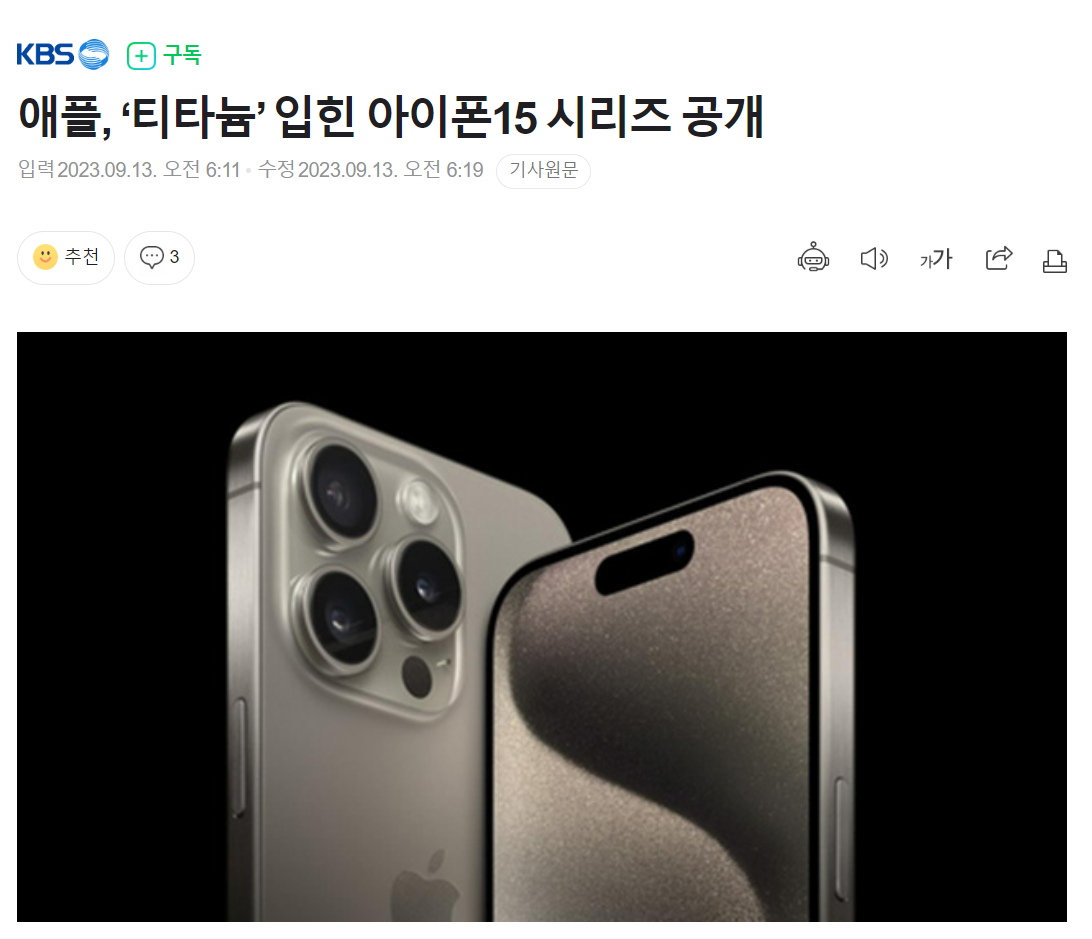 KBS 구독
애플, ‘티타늄’ 입힌 아이폰15 시리즈 공개
입력 2023.09.13. 오전 6:11 · 수정 2023.09.13. 오전 6:19 기사원문
추천 3 가가